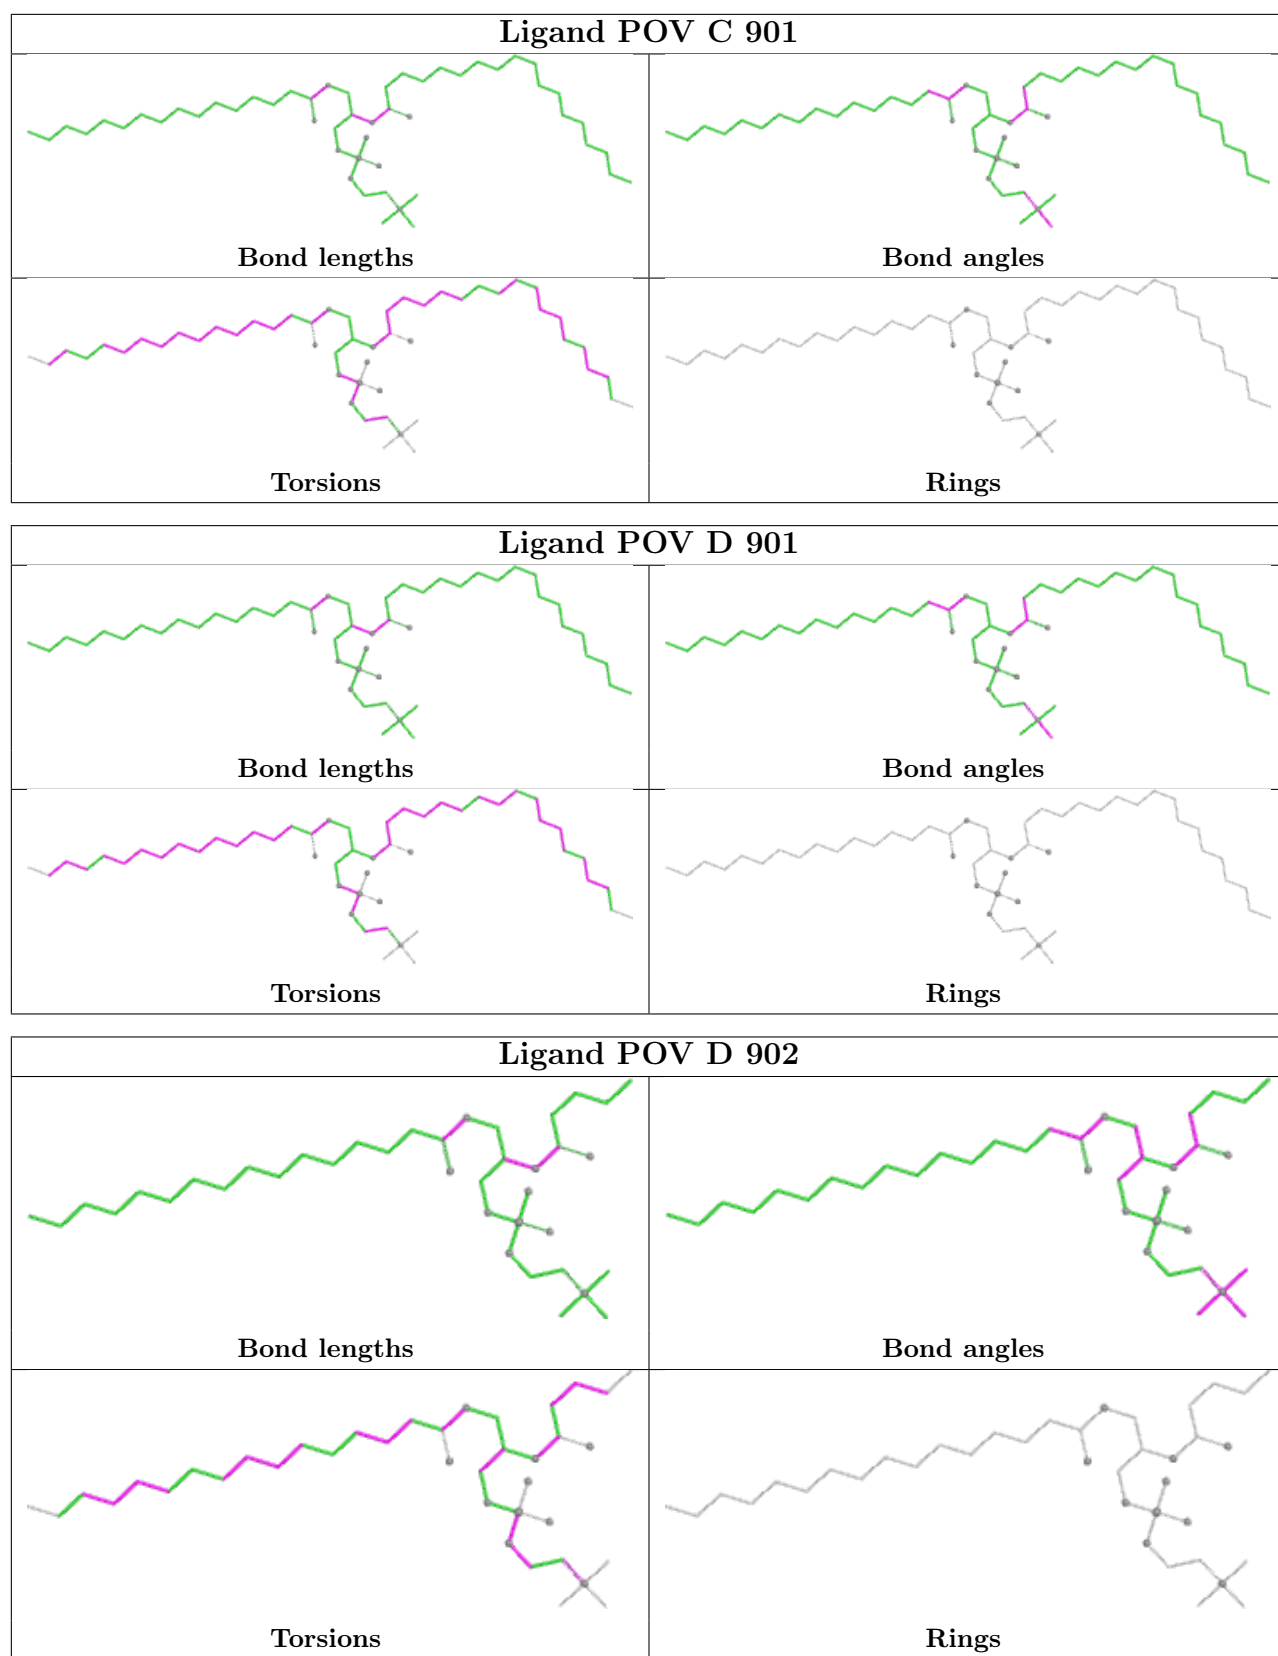 Ligand POV C 901
Bond lengths
Bond angles
Torsions
Rings
Ligand POV D 901
Bond lengths
Bond angles
Torsions
Rings
Ligand POV D 902
Bond lengths
Bond angles
Torsions
Rings